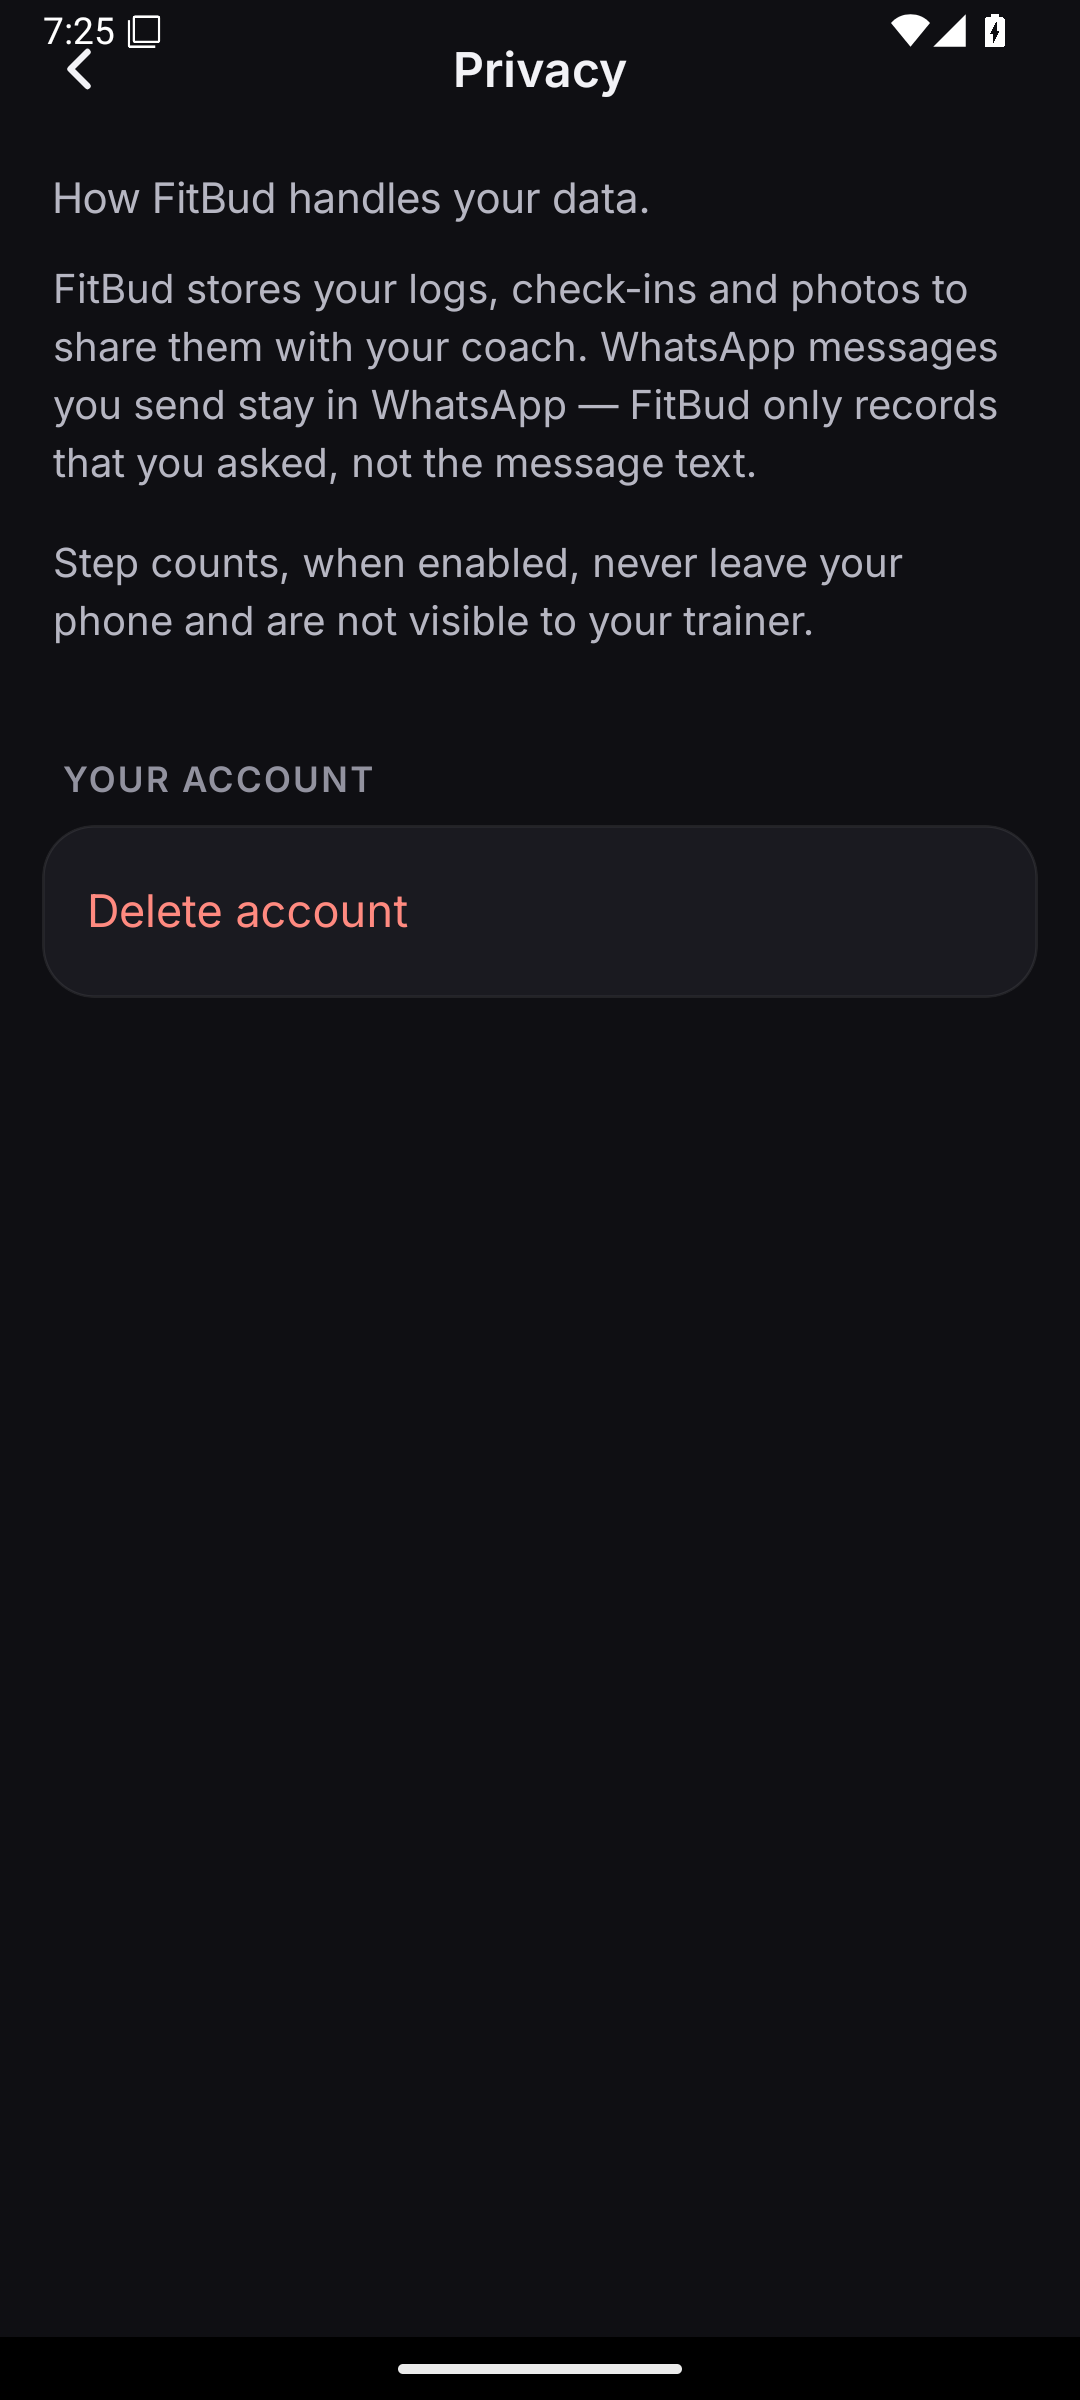 7:25
Privacy
How FitBud handles your data.
FitBud stores your logs, check-ins and photos to
share them with your coach. WhatsApp messages
you send stay in WhatsApp — FitBud only records
that you asked, not the message text.
Step counts, when enabled, never leave your
phone and are not visible to your trainer.
YOUR ACCOUNT
Delete account